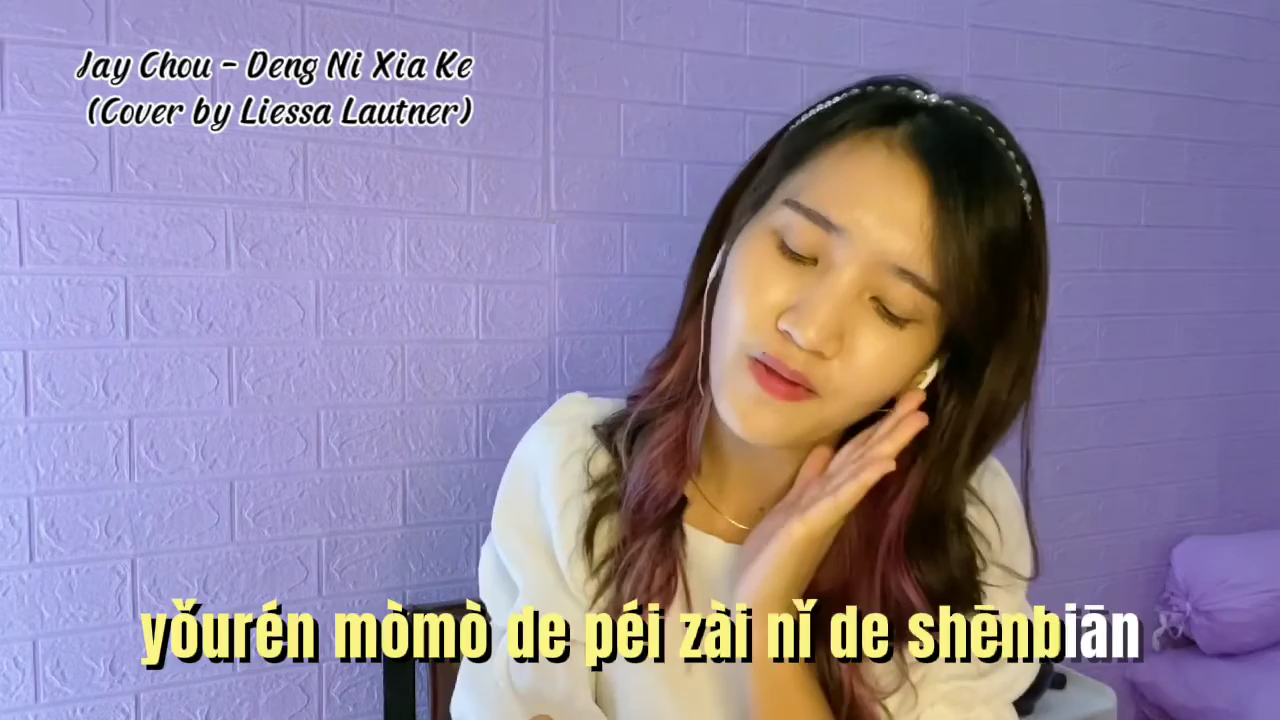 Jay Chou - Deng Ni Xia Ke
(Cover by Liessa Lautner)
yǒurén mòmò de péi zài nǐ de shēnbiān